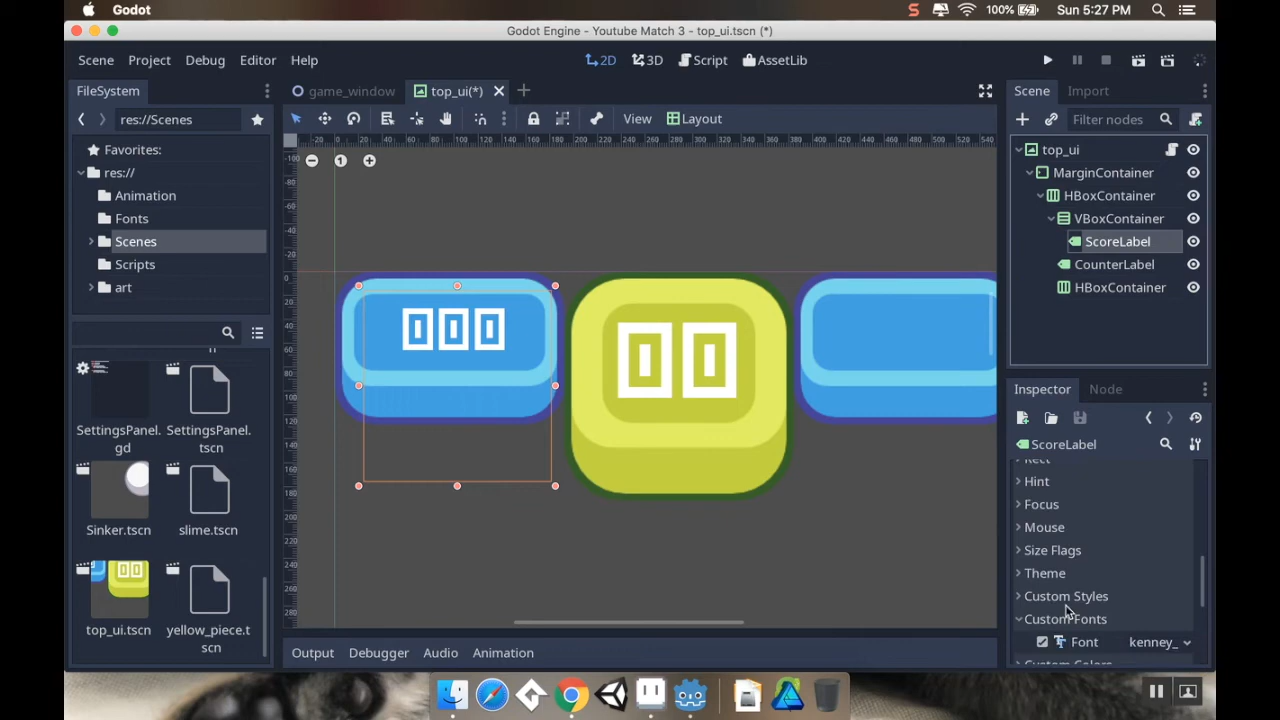 Godot
100%
Sun 5:27 PM
Godot Engine - Youtube Match 3 - top_ui.tscn (*)
Scene Project Debug Editor Help
2D 3D Script AssetLib
FileSystem
game_window
top_ui(*)
Scene Import
res://Scenes
View Layout
Filter nodes
Favorites:
res://
Animation
Fonts
Scenes
Scripts
art
top_ui
MarginContainer
HBoxContainer
VBoxContainer
ScoreLabel
CounterLabel
HBoxContainer
000
00
SettingsPanel.
gd
SettingsPanel.
tscn
Sinker.tscn
slime.tscn
top_ui.tscn
yellow_piece.t
scn
Inspector Node
ScoreLabel
Rect
Hint
Focus
Mouse
Size Flags
Theme
Custom Styles
Custom Fonts
Font kenney_
Custom Colors
Output Debugger Audio Animation